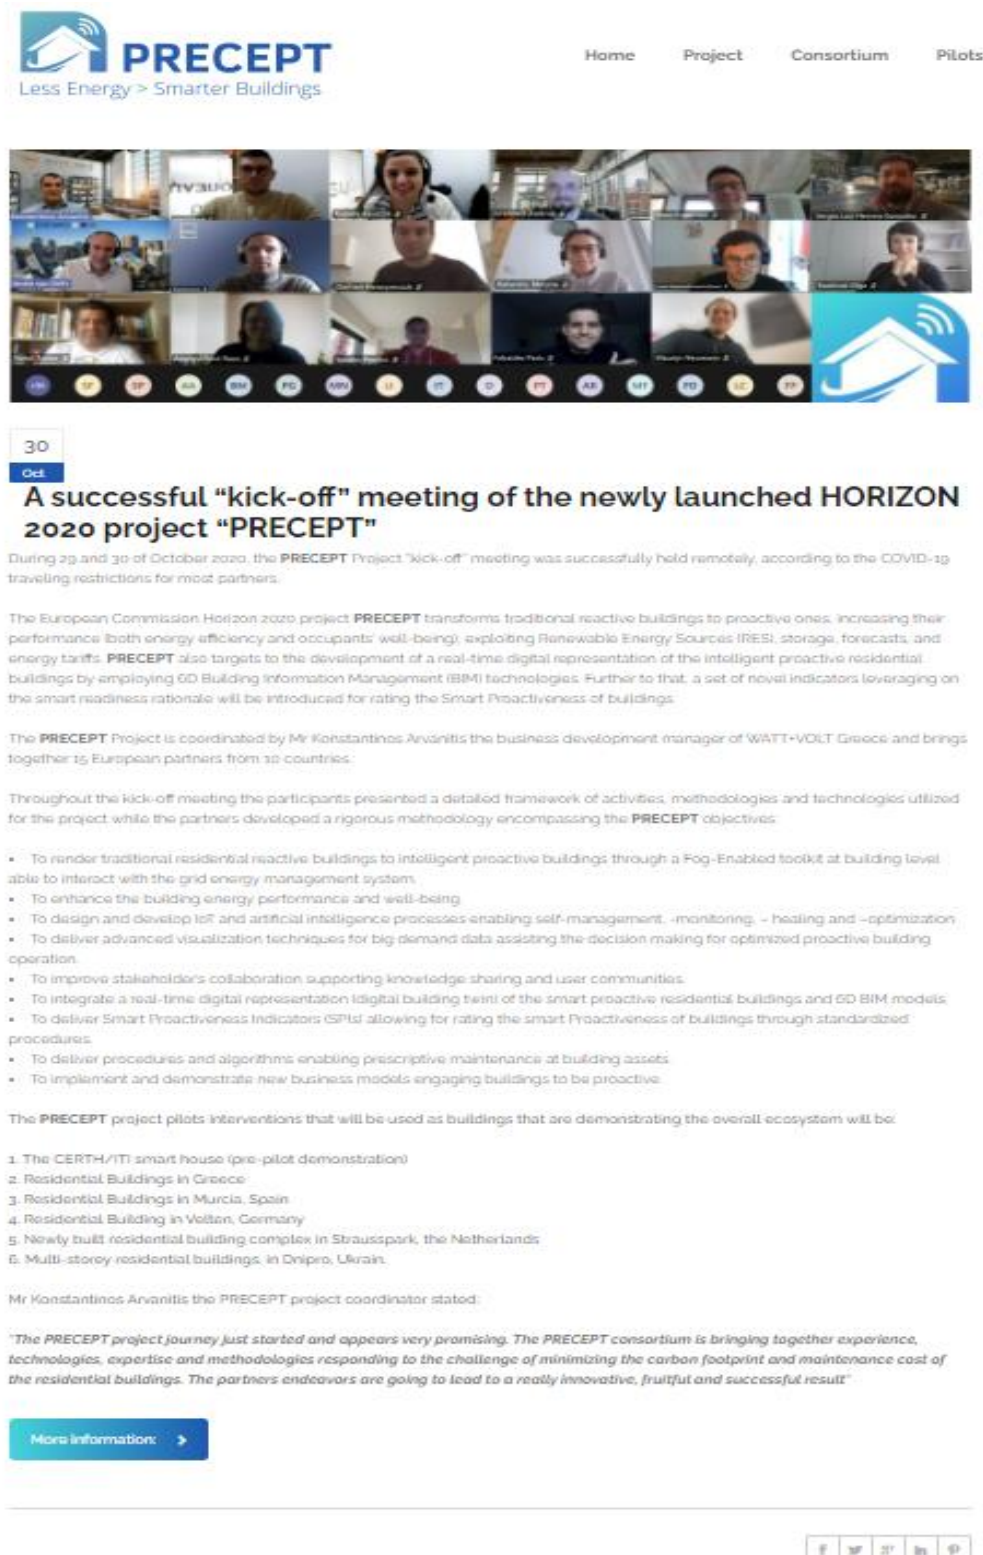 PRECEPT
Less Energy > Smarter Buildings
Home Project Consortium Pilots
30
Oct
A successful “kick-off” meeting of the newly launched HORIZON
2020 project “PRECEPT”
During 29 and 30 of October 2020, the PRECEPT Project “kick-off” meeting was successfully held remotely, according to the COVID-19
traveling restrictions for most partners.
The European Commission Horizon 2020 project PRECEPT transforms traditional reactive buildings to proactive ones, increasing their
performance (both energy efficiency and occupants' well-being), exploiting Renewable Energy Sources (RES), storage, forecasts, and
energy tariffs. PRECEPT also targets to the development of a real-time digital representation of the intelligent proactive residential
buildings by employing 6D Building Information Management (BIM) technologies. Further to that, a set of novel indicators leveraging on
the smart readiness rationale will be introduced for rating the Smart Proactiveness of buildings.
The PRECEPT Project is coordinated by Mr Konstantinos Arvanitis the business development manager of WATT+VOLT Greece and brings
together 15 European partners from 10 countries.
Throughout the kick-off meeting the participants presented a detailed framework of activities, methodologies and technologies utilized
for the project while the partners developed a rigorous methodology encompassing the PRECEPT objectives:
• To render traditional residential reactive buildings to intelligent proactive buildings through a Fog-Enabled toolkit at building level
able to interact with the grid energy management system.
• To enhance the building energy performance and well-being
• To design and develop IoT and artificial intelligence processes enabling self-management, -monitoring, – healing and –optimization
• To deliver advanced visualization techniques for big demand data assisting the decision making for optimized proactive building
operation.
• To improve stakeholder's collaboration supporting knowledge sharing and user communities.
• To integrate a real-time digital representation (digital building twin) of the smart proactive residential buildings and 6D BIM models.
• To deliver Smart Proactiveness Indicators (SPIs) allowing for rating the smart Proactiveness of buildings through standardized
procedures.
• To deliver procedures and algorithms enabling prescriptive maintenance at building assets
• To implement and demonstrate new business models engaging buildings to be proactive
The PRECEPT project pilots interventions that will be used as buildings that are demonstrating the overall ecosystem will be:
1. The CERTH/ITI smart house (pre-pilot demonstration)
2. Residential Buildings in Greece
3. Residential Buildings in Murcia, Spain
4. Residential Building in Velten, Germany
5. Newly built residential building complex in Strausspark, the Netherlands
6. Multi-storey residential buildings, in Dnipro, Ukrain.
Mr Konstantinos Arvanitis the PRECEPT project coordinator stated:
“The PRECEPT project journey just started and appears very promising. The PRECEPT consortium is bringing together experience,
technologies, expertise and methodologies responding to the challenge of minimizing the carbon footprint and maintenance cost of
the residential buildings. The partners endeavors are going to lead to a really innovative, fruitful and successful result”
More information: